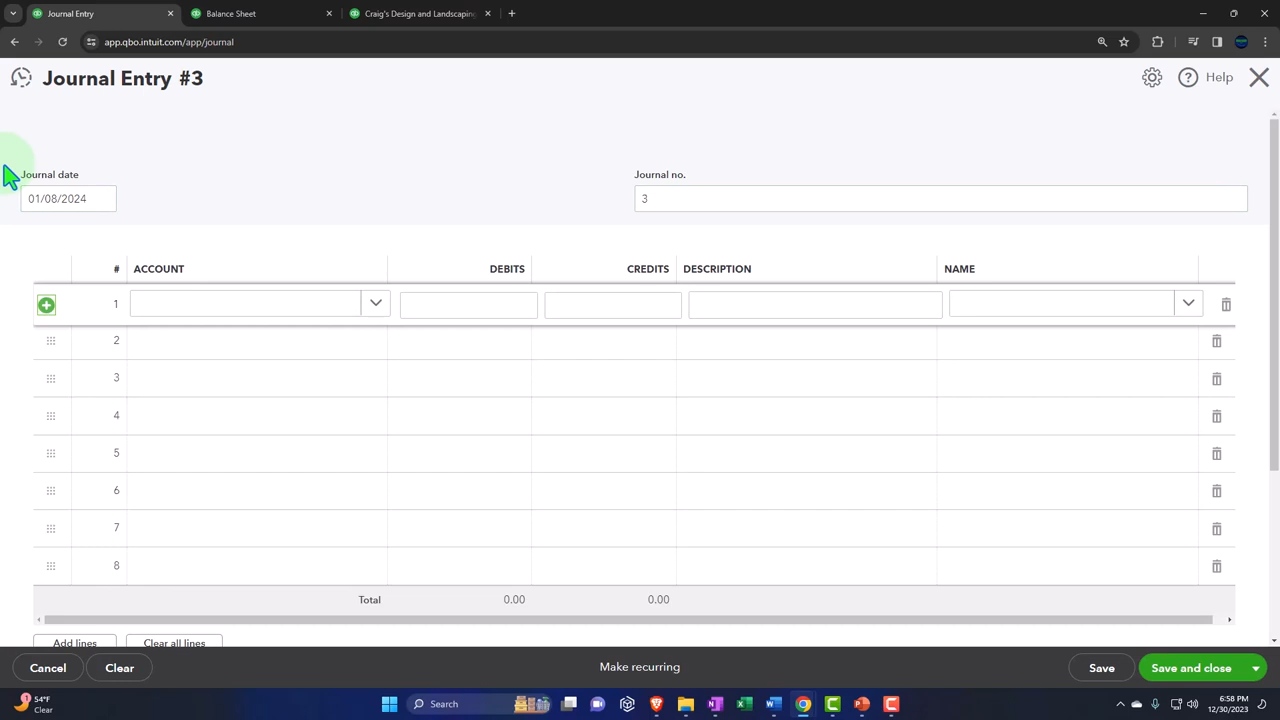 Journal Entry
Balance Sheet
Craig's Design and Landscaping
app.qbo.intuit.com/app/journal
Journal Entry #3
Help
Journal date
Journal no.
01/08/2024
3
# ACCOUNT DEBITS CREDITS DESCRIPTION NAME
1
2
3
4
5
6
7
8
Total 0.00 0.00
Add lines Clear all lines
Cancel Clear Make recurring Save Save and close
1
54°F
Clear
Search
6:58 PM
12/30/2023